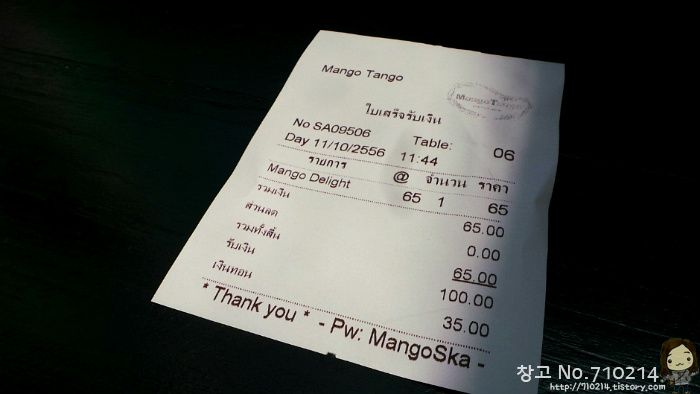 Mango Tango
MangoTango
ใบเสร็จรับเงิน
No SA09506 Table: 06
Day 11/10/2556 11:44
รายการ @ จำนวน ราคา
Mango Delight 65 1 65
รวมเงิน 65.00
ส่วนลด 0.00
รวมทั้งสิ้น 65.00
รับเงิน 100.00
เงินทอน 35.00
* Thank you * - Pw: MangoSka -
창고 No.710214
http://710214.tistory.com